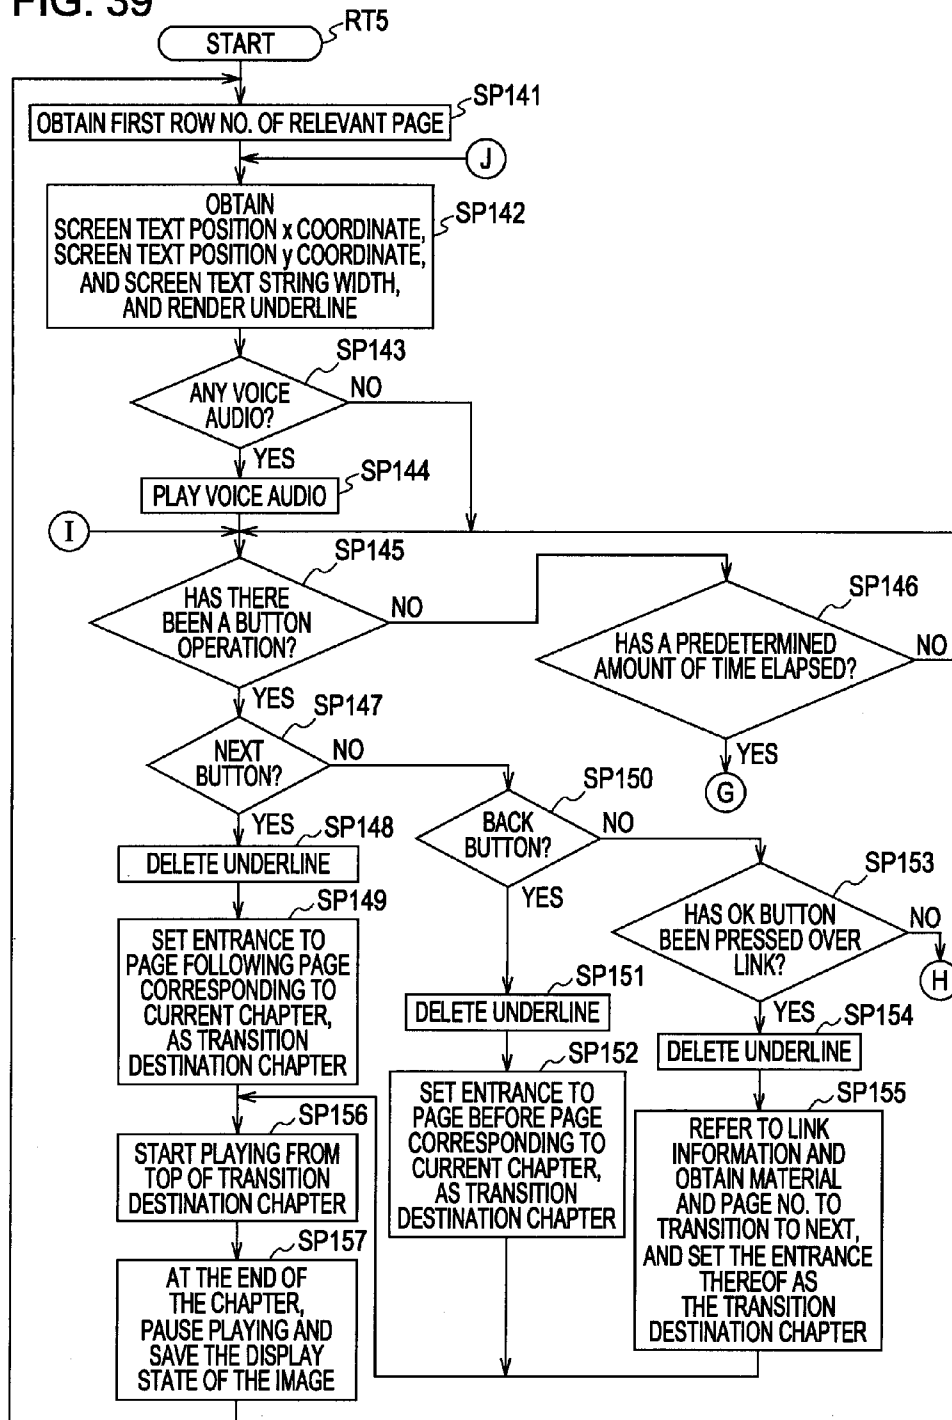 FIG. 39
START
RT5
SP141
OBTAIN FIRST ROW NO. OF RELEVANT PAGE
J
SP142
OBTAIN
SCREEN TEXT POSITION x COORDINATE,
SCREEN TEXT POSITION y COORDINATE,
AND SCREEN TEXT STRING WIDTH,
AND RENDER UNDERLINE
SP143
ANY VOICE
AUDIO?
NO
YES
SP144
PLAY VOICE AUDIO
I
SP145
HAS THERE
BEEN A BUTTON
OPERATION?
NO
YES
SP146
HAS A PREDETERMINED
AMOUNT OF TIME ELAPSED?
NO
YES
G
SP147
NEXT
BUTTON?
NO
YES
SP148
DELETE UNDERLINE
SP149
SET ENTRANCE TO
PAGE FOLLOWING PAGE
CORRESPONDING TO
CURRENT CHAPTER,
AS TRANSITION
DESTINATION CHAPTER
SP150
BACK
BUTTON?
NO
YES
SP151
DELETE UNDERLINE
SP152
SET ENTRANCE TO
PAGE BEFORE PAGE
CORRESPONDING TO
CURRENT CHAPTER,
AS TRANSITION
DESTINATION CHAPTER
SP153
HAS OK BUTTON
BEEN PRESSED OVER
LINK?
NO
H
YES
SP154
DELETE UNDERLINE
SP155
REFER TO LINK
INFORMATION AND
OBTAIN MATERIAL
AND PAGE NO. TO
TRANSITION TO NEXT,
AND SET THE ENTRANCE
THEREOF AS
THE TRANSITION
DESTINATION CHAPTER
SP156
START PLAYING FROM
TOP OF TRANSITION
DESTINATION CHAPTER
SP157
AT THE END OF
THE CHAPTER,
PAUSE PLAYING AND
SAVE THE DISPLAY
STATE OF THE IMAGE